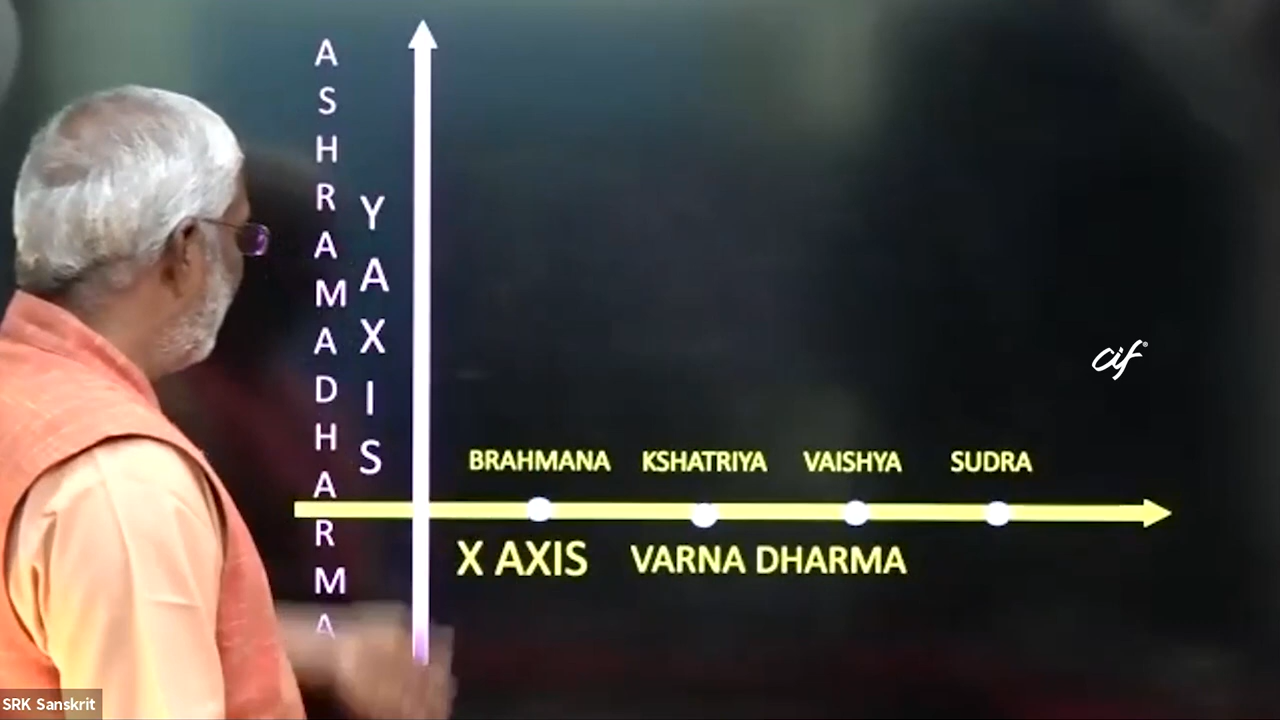 ASHRAMADHARMA
Y AXIS
BRAHMANA KSHATRIYA VAISHYA SUDRA
X AXIS VARNA DHARMA
cif
SRK Sanskrit